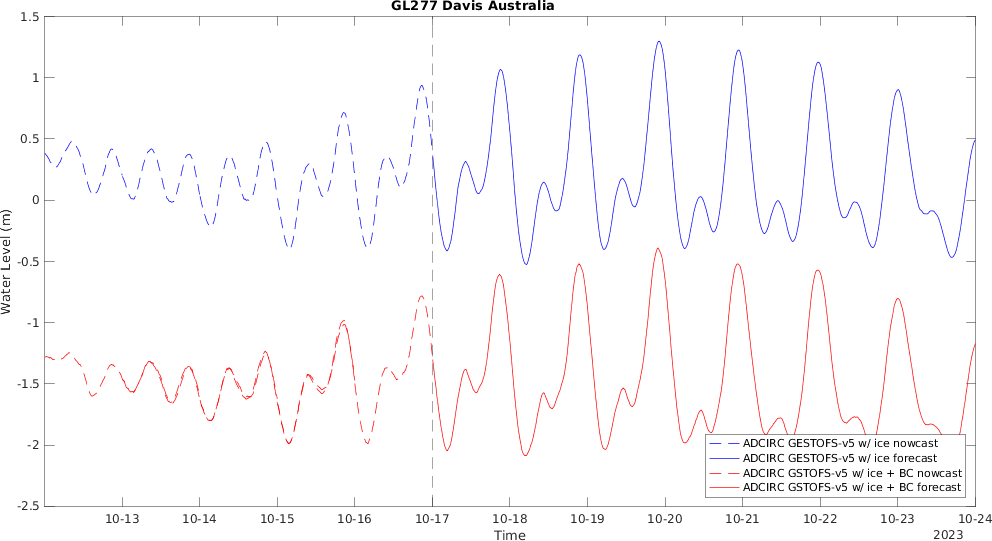 GL277 Davis Australia
1.5
1
0.5
0
-0.5
-1
-1.5
-2
-2.5
Water Level (m)
ADCIRC GESTOFS-v5 w/ ice nowcast
ADCIRC GESTOFS-v5 w/ ice forecast
ADCIRC GSTOFS-v5 w/ ice + BC nowcast
ADCIRC GSTOFS-v5 w/ ice + BC forecast
10-13 10-14 10-15 10-16 10-17 10-18 10-19 10-20 10-21 10-22 10-23 10-24
Time
2023